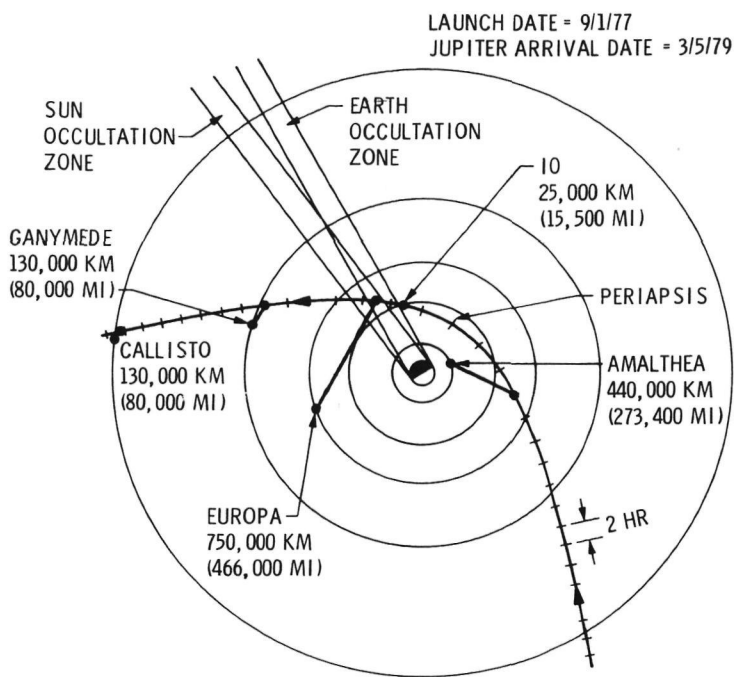 LAUNCH DATE = 9/1/77
JUPITER ARRIVAL DATE = 3/5/79
SUN
OCCULTATION
ZONE
EARTH
OCCULTATION
ZONE
IO
25,000 KM
(15,500 MI)
GANYMEDE
130,000 KM
(80,000 MI)
PERIAPSIS
CALLISTO
130,000 KM
(80,000 MI)
AMALTHEA
440,000 KM
(273,400 MI)
EUROPA
750,000 KM
(466,000 MI)
2 HR